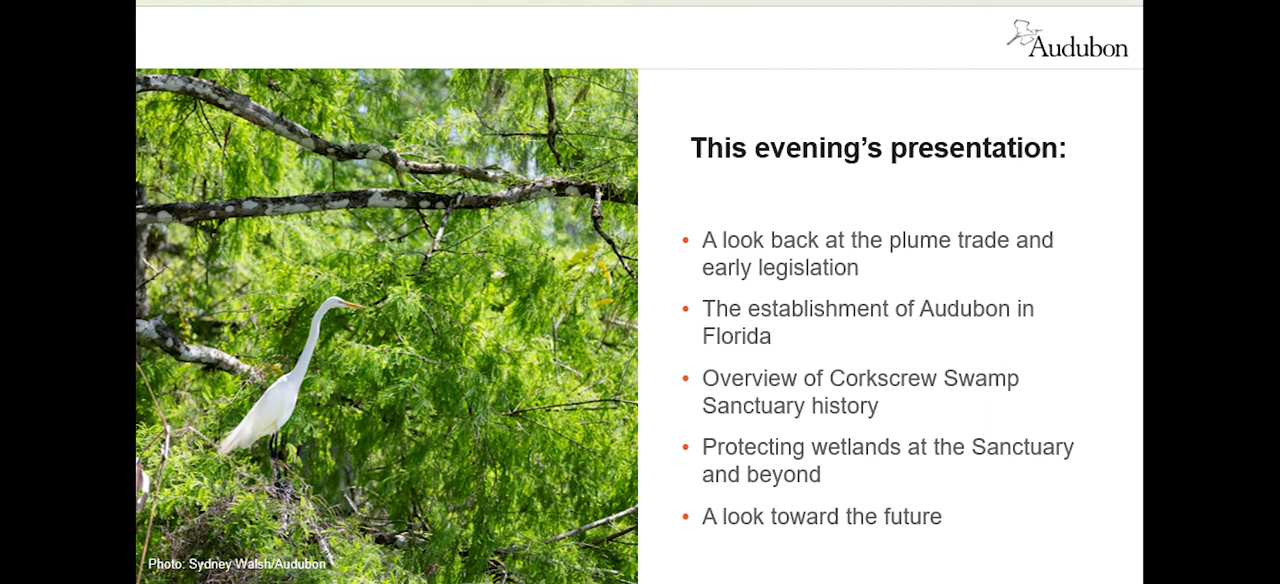 Audubon
This evening’s presentation:
• A look back at the plume trade and
early legislation
• The establishment of Audubon in
Florida
• Overview of Corkscrew Swamp
Sanctuary history
• Protecting wetlands at the Sanctuary
and beyond
• A look toward the future
Photo: Sydney Walsh/Audubon